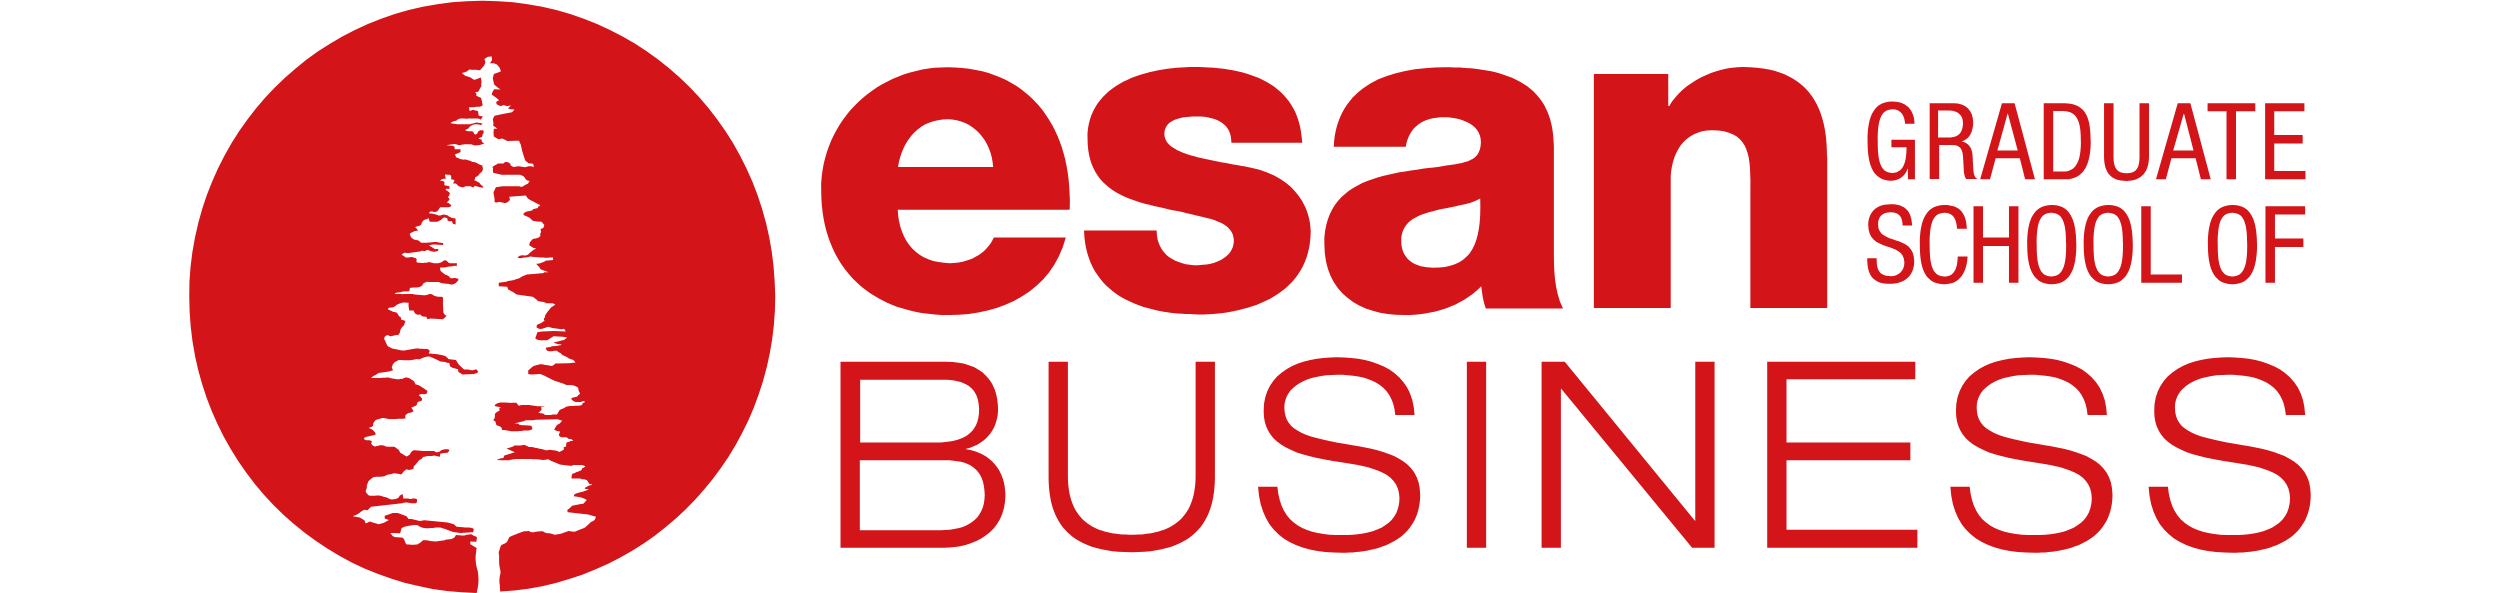 esan GRADUATE
SCHOOL OF
BUSINESS